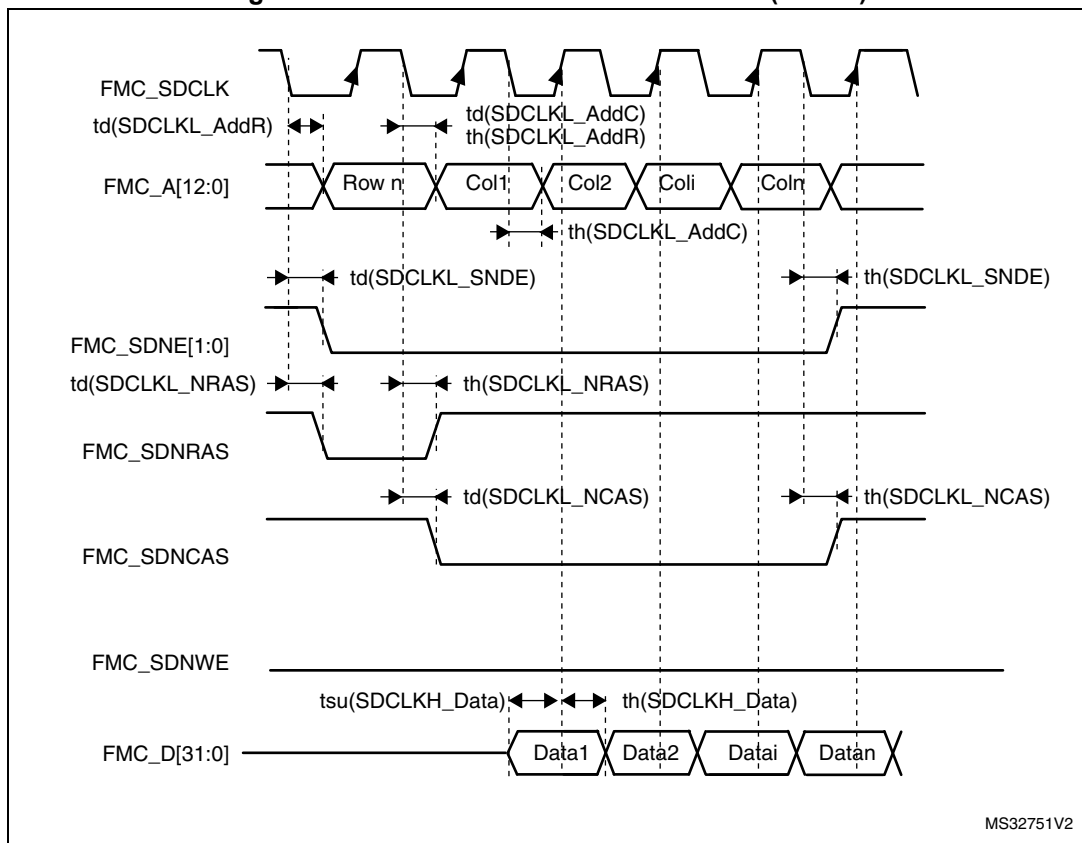 FMC_SDCLK
td(SDCLKL_AddR)
td(SDCLKL_AddC)
th(SDCLKL_AddR)
FMC_A[12:0]
Row n
Col1
Col2
Coli
Coln
th(SDCLKL_AddC)
td(SDCLKL_SNDE)
th(SDCLKL_SNDE)
FMC_SDNE[1:0]
td(SDCLKL_NRAS)
th(SDCLKL_NRAS)
FMC_SDNRAS
td(SDCLKL_NCAS)
th(SDCLKL_NCAS)
FMC_SDNCAS
FMC_SDNWE
tsu(SDCLKH_Data)
th(SDCLKH_Data)
FMC_D[31:0]
Data1
Data2
Datai
Datan
MS32751V2